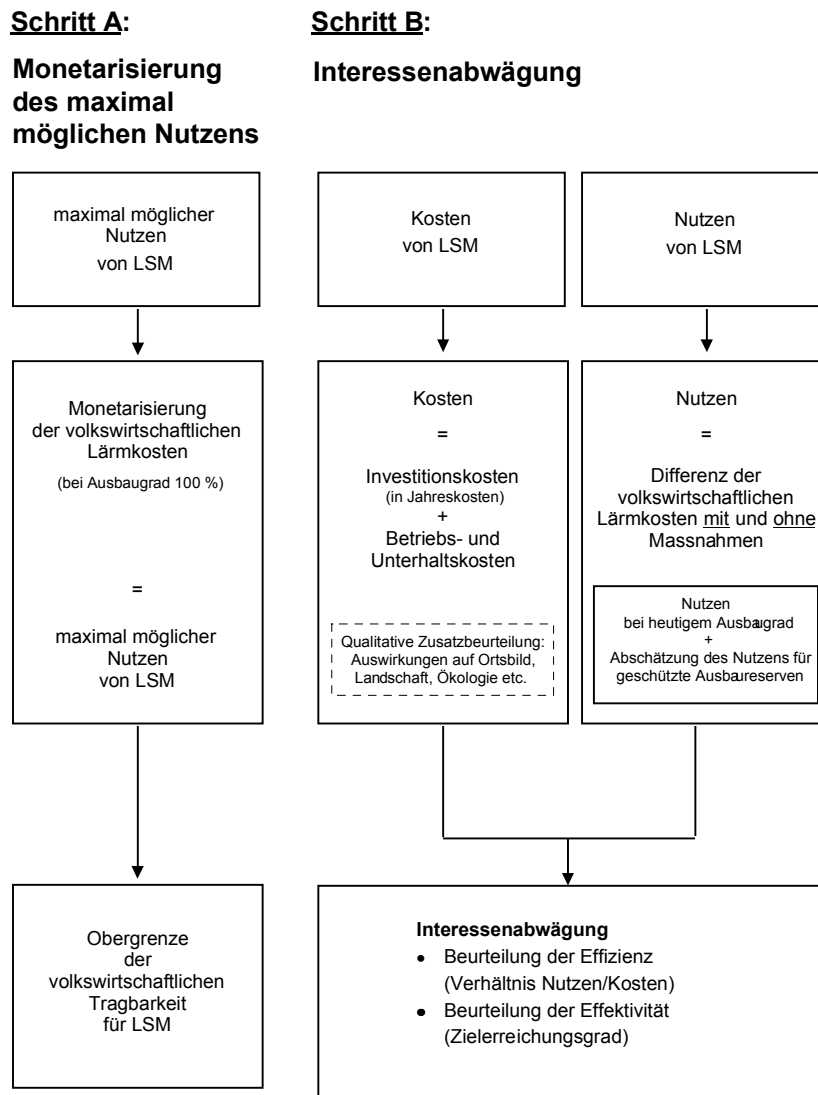 Schritt A:
Monetarisierung
des maximal
möglichen Nutzens
maximal möglicher
Nutzen
von LSM
Monetarisierung
der volkswirtschaftlichen
Lärmkosten
(bei Ausbaugrad 100 %)
=
maximal möglicher
Nutzen
von LSM
Obergrenze
der
volkswirtschaftlichen
Tragbarkeit
für LSM
Schritt B:
Interessenabwägung
Kosten
von LSM
Kosten
=
Investitionskosten
(in Jahreskosten)
+
Betriebs- und
Unterhaltskosten
Qualitative Zusatzbeurteilung:
Auswirkungen auf Ortsbild,
Landschaft, Ökologie etc.
Nutzen
von LSM
Nutzen
=
Differenz der
volkswirtschaftlichen
Lärmkosten mit und ohne
Massnahmen
Nutzen
bei heutigem Ausbaugrad
+
Abschätzung des Nutzens für
geschützte Ausbaureserven
Interessenabwägung
• Beurteilung der Effizienz
(Verhältnis Nutzen/Kosten)
• Beurteilung der Effektivität
(Zielerreichungsgrad)